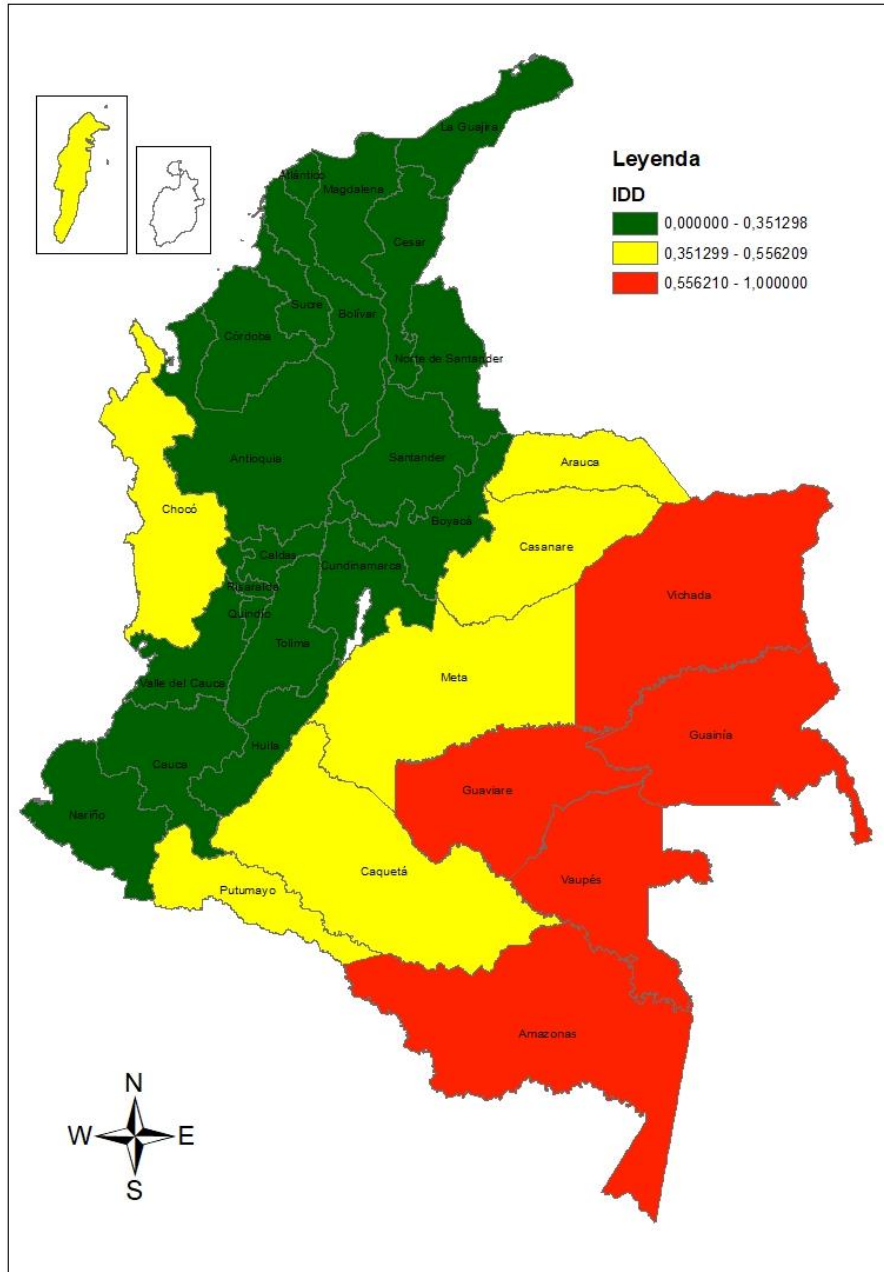 La Guajira
Atlántico
Magdalena
Cesar
Sucre
Bolívar
Córdoba
Norte de Santander
Antioquia
Santander
Arauca
Chocó
Boyacá
Casanare
Caldas
Cundinamarca
Risaralda
Quindío
Vichada
Tolima
Meta
Valle del Cauca
Guainía
Huila
Cauca
Guaviare
Nariño
Caquetá
Vaupés
Putumayo
Amazonas
Leyenda
IDD
0,000000 - 0,351298
0,351299 - 0,556209
0,556210 - 1,000000
N
W E
S